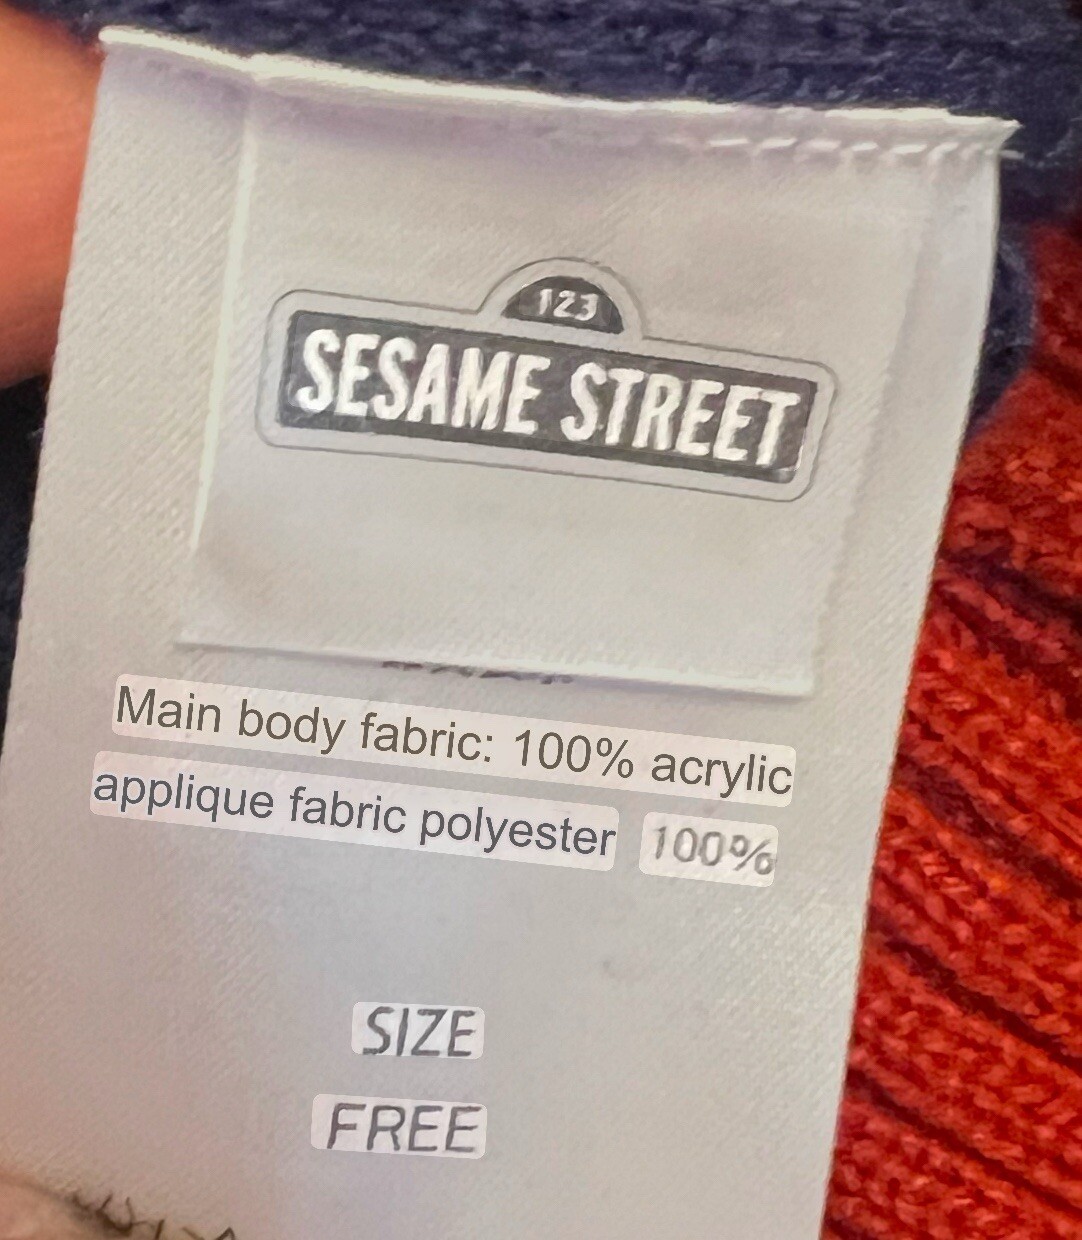 123
SESAME STREET
Main body fabric: 100% acrylic
applique fabric polyester 100%
SIZE
FREE